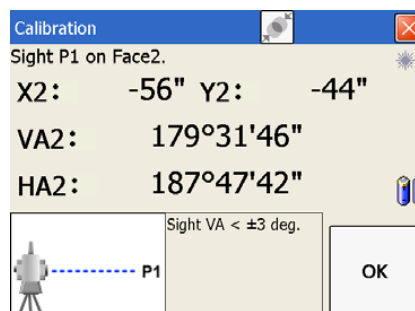 Calibration
Sight P1 on Face2.
X2: -56" Y2: -44"
VA2: 179°31'46"
HA2: 187°47'42"
Sight VA < ±3 deg.
P1
OK